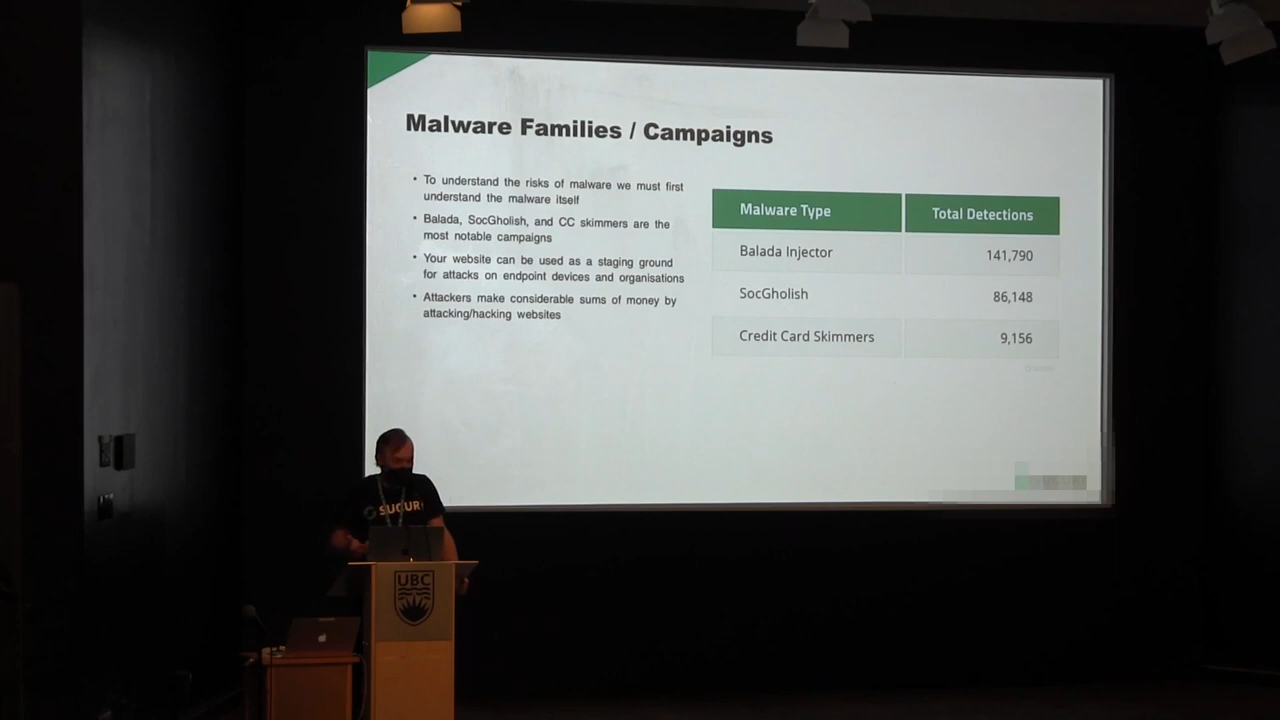 Malware Families / Campaigns
• To understand the risks of malware we must first
understand the malware itself
• Balada, SocGholish, and CC skimmers are the
most notable campaigns
• Your website can be used as a staging ground
for attacks on endpoint devices and organisations
• Attackers make considerable sums of money by
attacking/hacking websites
Malware Type Total Detections
Balada Injector 141,790
SocGholish 86,148
Credit Card Skimmers 9,156
SUCURI
UBC